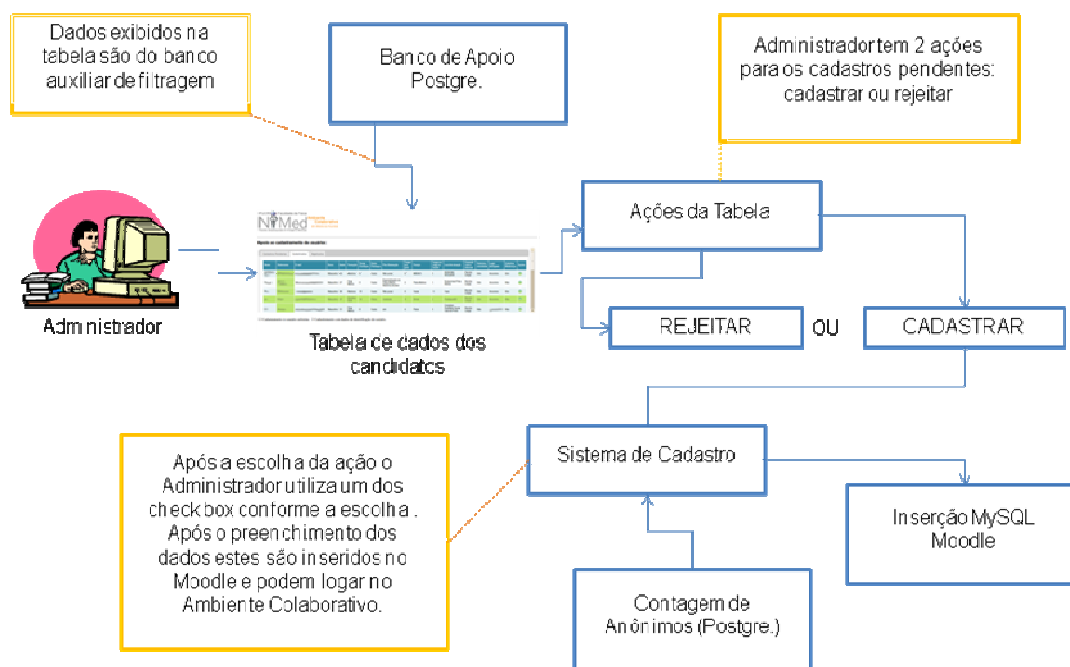 Dados exibidos na
tabela são do banco
auxiliar de filtragem
Banco de Apoio
Postgre.
Administrador tem 2 ações
para os cadastros pendentes:
cadastrar ou rejeitar
NIMed
Administrador
Tabela de dados dos
candidatos
Ações da Tabela
REJEITAR
OU
CADASTRAR
Após a escolha da ação o
Administrador utiliza um dos
checkbox conforme a escolha.
Após o preenchimento dos
dados estes são inseridos no
Moodle e podem logar no
Ambiente Colaborativo.
Sistema de Cadastro
Inserção MySQL
Moodle
Contagem de
Anônimos (Postgre.)